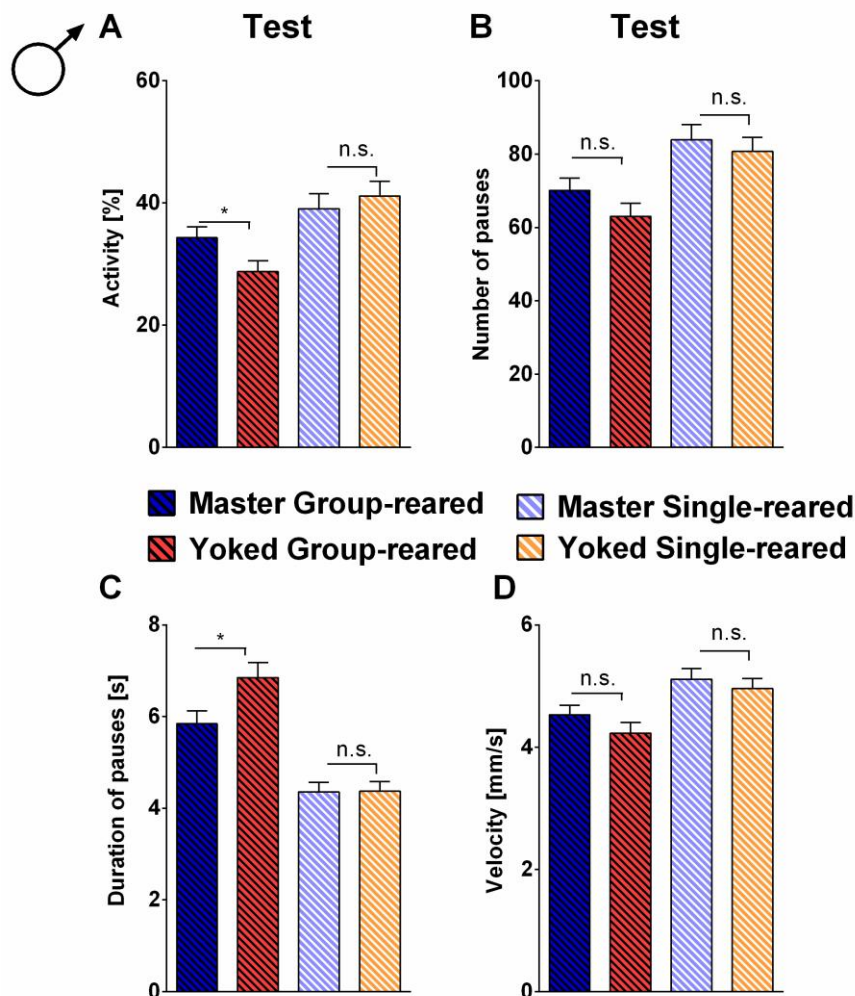 A Test
Activity [%]
60
40
20
0
*
n.s.
B Test
Number of pauses
100
80
60
40
20
0
n.s.
n.s.
Master Group-reared
Master Single-reared
Yoked Group-reared
Yoked Single-reared
C
Duration of pauses [s]
8
6
4
2
0
*
n.s.
D
Velocity [mm/s]
6
4
2
0
n.s.
n.s.